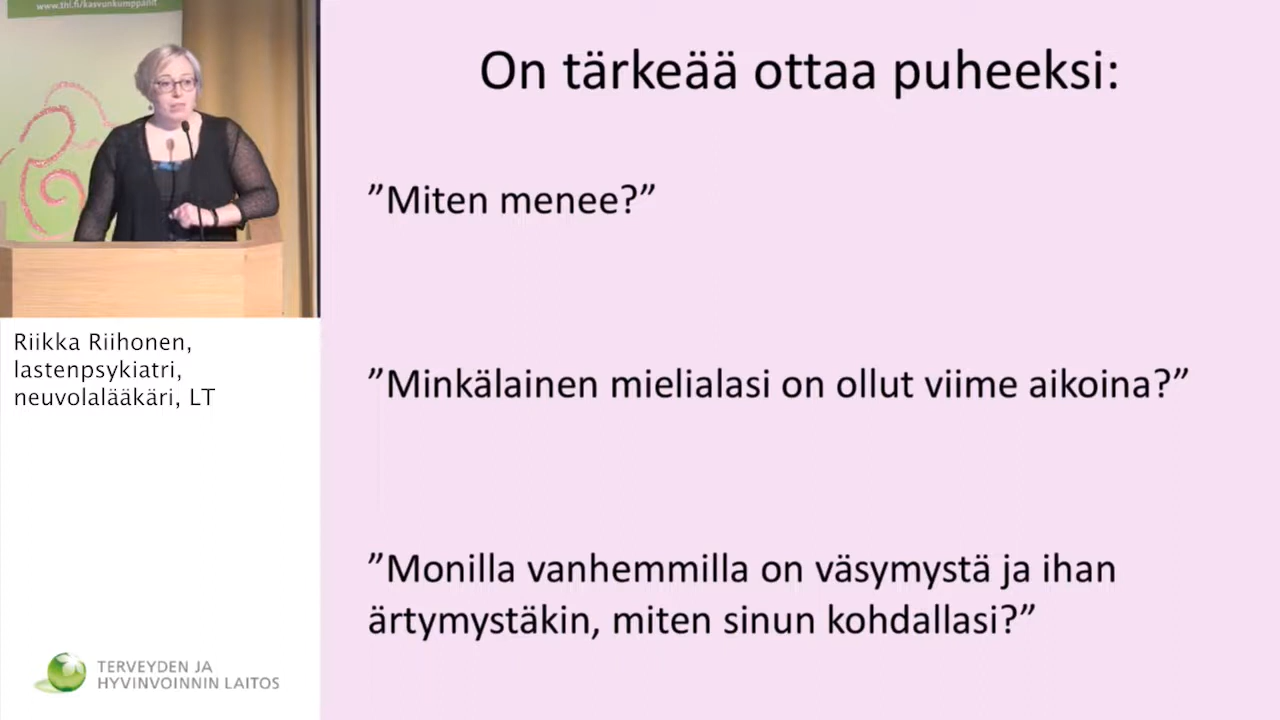 www.thl.fi/kasvunkumppanit
On tärkeää ottaa puheeksi:
”Miten menee?”
”Minkälainen mielialasi on ollut viime aikoina?”
”Monilla vanhemmilla on väsymystä ja ihan
ärtymystäkin, miten sinun kohdallasi?”
Riikka Riihonen,
lastenpsykiatri,
neuvolalääkäri, LT
TERVEYDEN JA
HYVINVOINNIN LAITOS